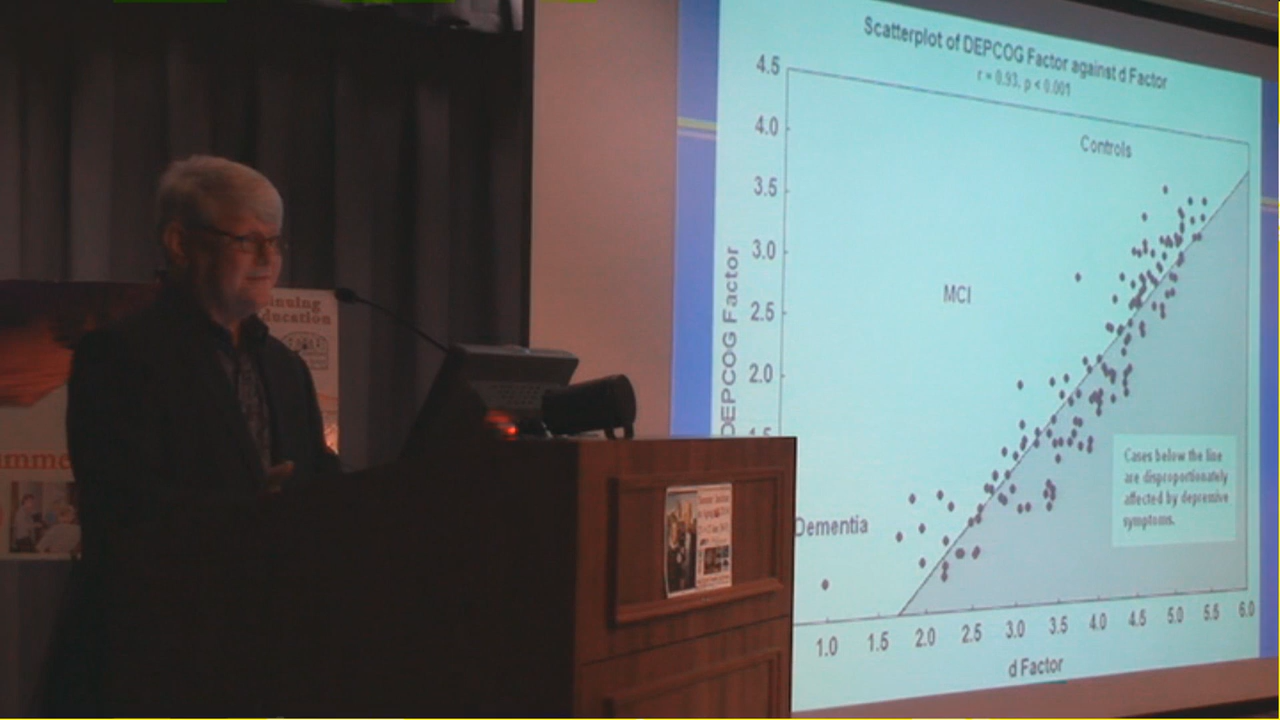 Scatterplot of DEPCOG Factor against d Factor
r = 0.93, p < 0.001
4.5
4.0
3.5
3.0
2.5
2.0
DEPCOG Factor
Controls
MCI
Dementia
Cases below the line
are disproportionately
affected by depressive
symptoms.
1.0 1.5 2.0 2.5 3.0 3.5 4.0 4.5 5.0 5.5 6.0
d Factor